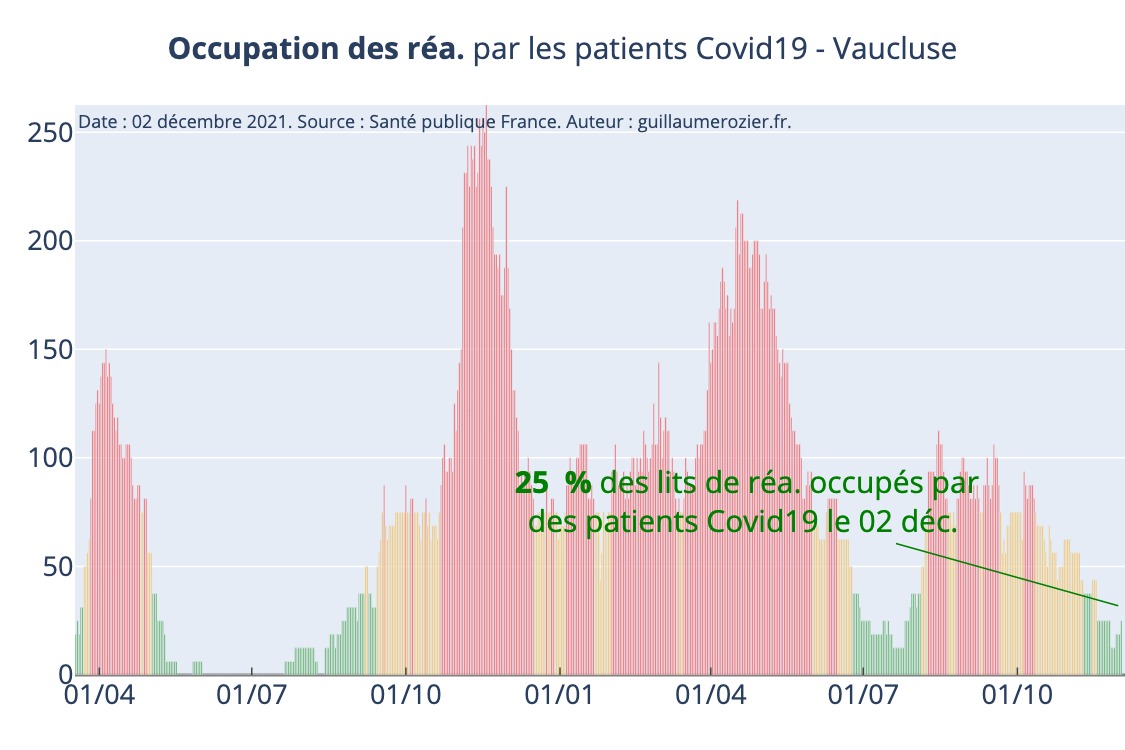 Occupation des réa. par les patients Covid19 - Vaucluse
Date : 02 décembre 2021. Source : Santé publique France. Auteur : guillaumerozier.fr.
250
200
150
100
50
0
25 % des lits de réa. occupés par
des patients Covid19 le 02 déc.
01/04 01/07 01/10 01/01 01/04 01/07 01/10